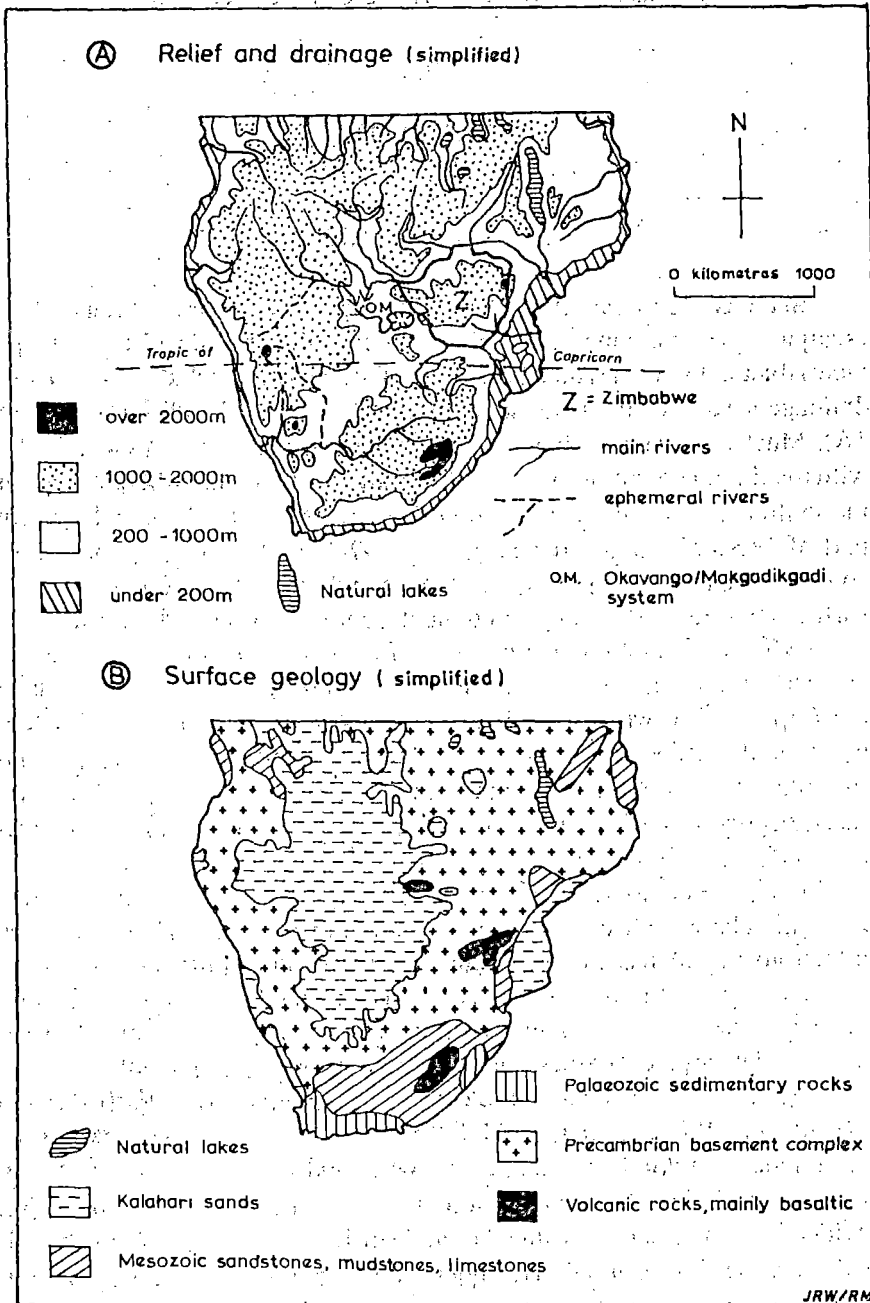 Ⓐ Relief and drainage (simplified)
N
0 kilometras 1000
O.M.
Z
Tropic of Capricorn
over 2000m
Z = Zimbabwe
1000 - 2000m
main rivers
200 - 1000m
ephemeral rivers
under 200m
Natural lakes
O.M. Okavango/Makgadikgadi
system
Ⓑ Surface geology (simplified)
Palaeozoic sedimentary rocks
Natural lakes
Precambrian basement complex
Kalahari sands
Volcanic rocks, mainly basaltic
Mesozoic sandstones, mudstones, limestones
JRW/RM